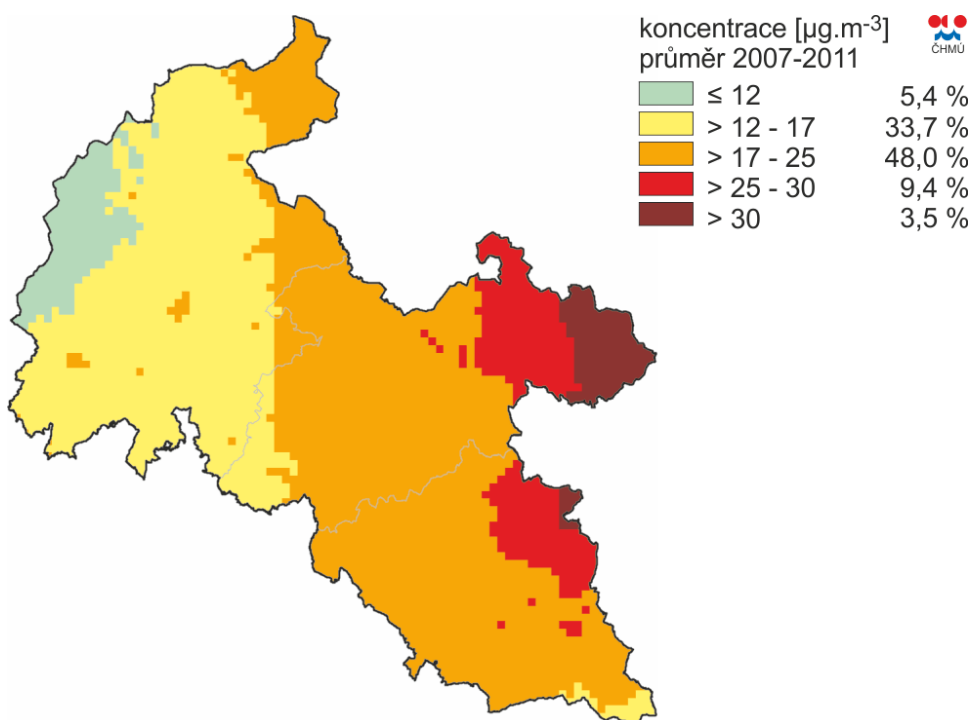 koncentrace [µg.m-3]
průměr 2007-2011
ČHMÚ
≤ 12 5,4 %
> 12 - 17 33,7 %
> 17 - 25 48,0 %
> 25 - 30 9,4 %
> 30 3,5 %